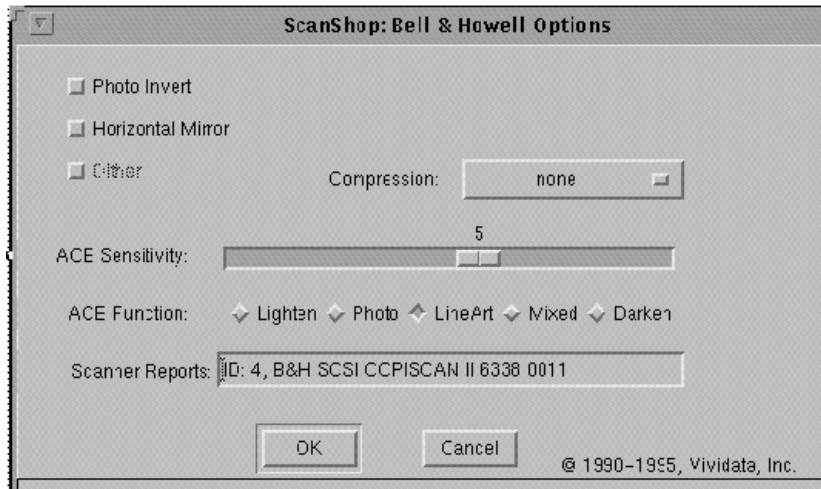 ScanShop: Bell & Howell Options
Photo Invert
Horizontal Mirror
Dither
Compression: none
5
ACE Sensitivity:
ACE Function: Lighten Photo LineArt Mixed Darken
Scanner Reports: ID: 4, B&H SCSI CCPISCAN II 6338 0011
OK Cancel
@ 1990-1995, Vividata, Inc.